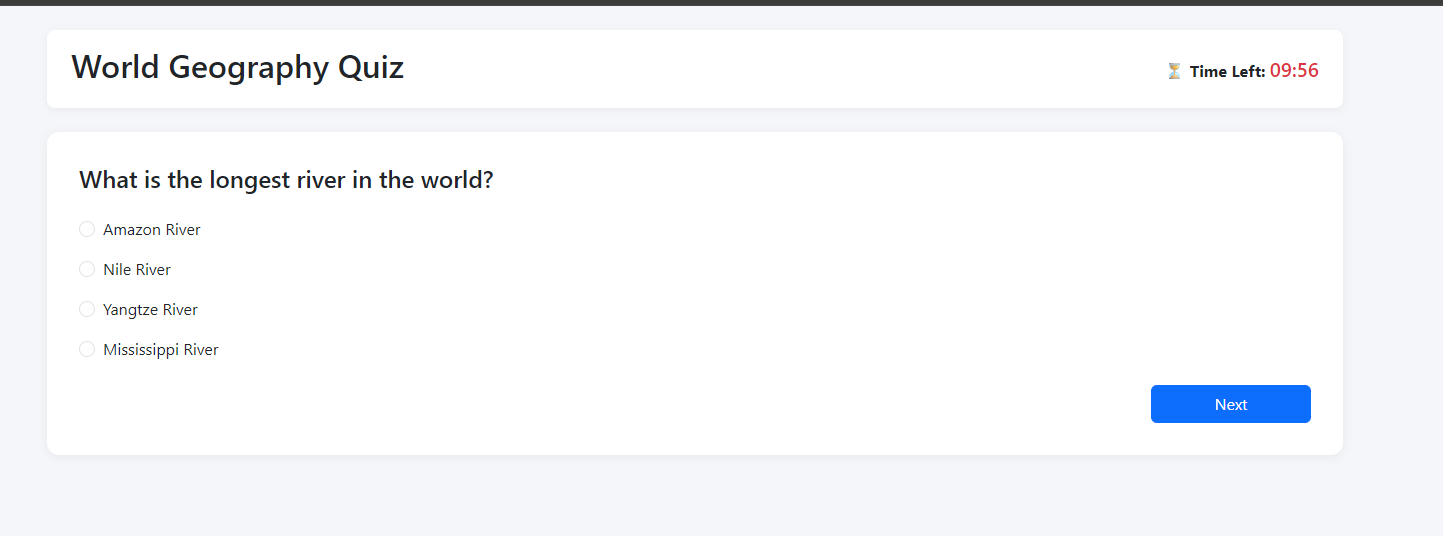 World Geography Quiz
⏳ Time Left: 09:56
What is the longest river in the world?
Amazon River
Nile River
Yangtze River
Mississippi River
Next